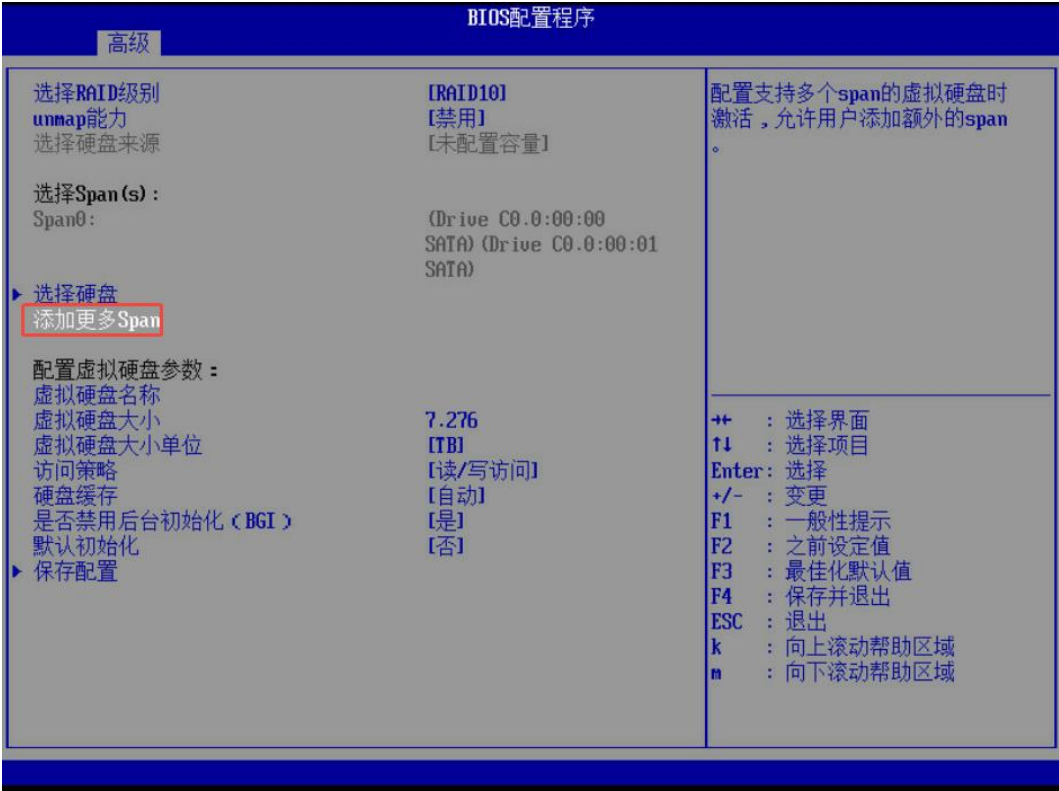 BIOS配置程序
高级
选择RAID级别 [RAID10]
unmap能力 [禁用]
选择硬盘来源 [未配置容量]
选择Span(s):
Span0: (Drive C0.0:00:00
SATA)(Drive C0.0:00:01
SATA)
选择硬盘
添加更多Span
配置虚拟硬盘参数:
虚拟硬盘名称
虚拟硬盘大小 7.276
虚拟硬盘大小单位 [TB]
访问策略 [读/写访问]
硬盘缓存 [自动]
是否禁用后台初始化(BGI) [是]
默认初始化 [否]
保存配置
配置支持多个span的虚拟硬盘时
激活,允许用户添加额外的span
。
→← : 选择界面
↑↓ : 选择项目
Enter: 选择
+/- : 变更
F1 : 一般性提示
F2 : 之前设定值
F3 : 最佳化默认值
F4 : 保存并退出
ESC : 退出
k : 向上滚动帮助区域
m : 向下滚动帮助区域